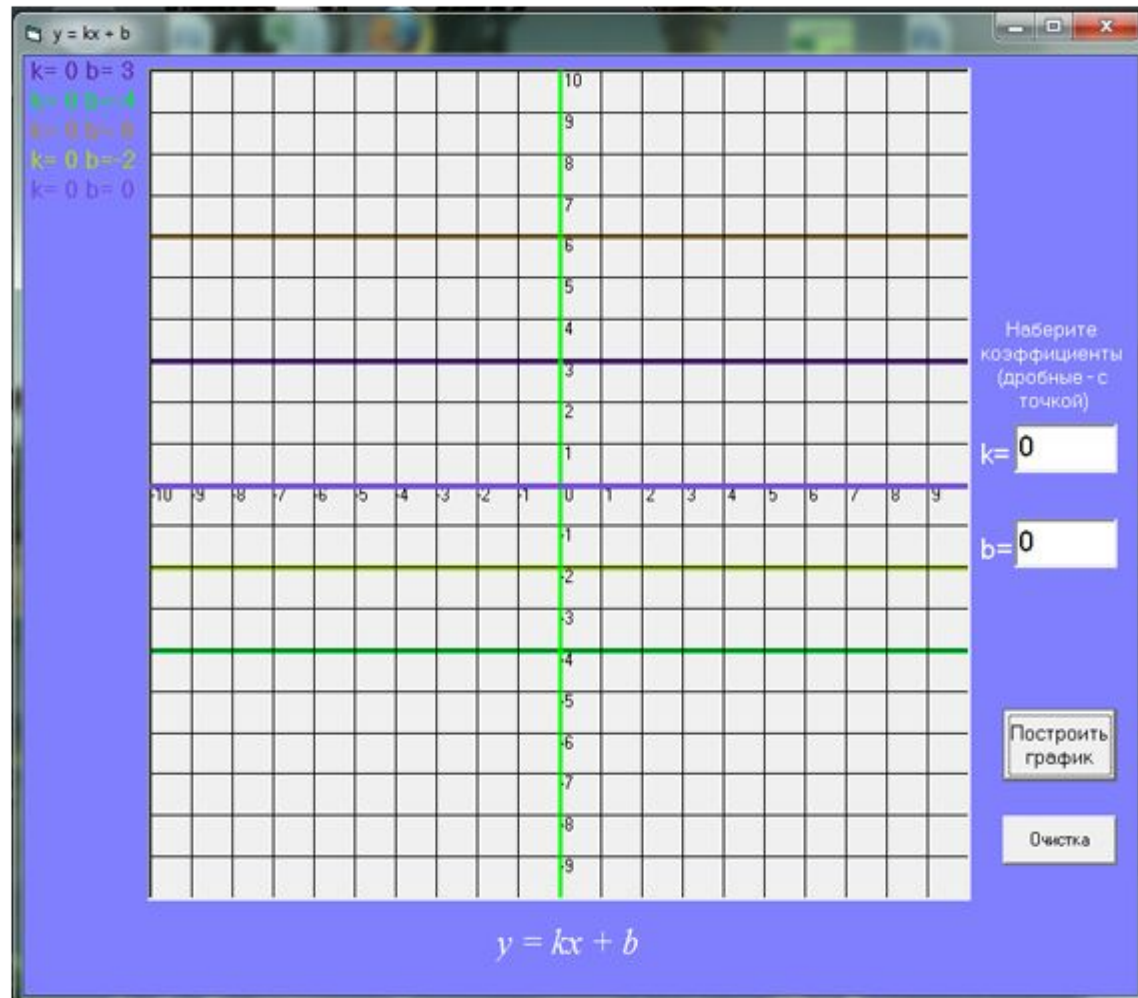 y = kx + b
k= 0 b= 3
k= 0 b=-4
k= 0 b= 6
k= 0 b=-2
k= 0 b= 0
10
9
8
7
6
5
4
3
2
1
-10 -9 -8 -7 -6 -5 -4 -3 -2 -1 0 1 2 3 4 5 6 7 8 9
-1
-2
-3
-4
-5
-6
-7
-8
-9
Наберите
коэффициенты
(дробные - с
точкой)
k= 0
b= 0
Построить
график
Очистка
y = kx + b